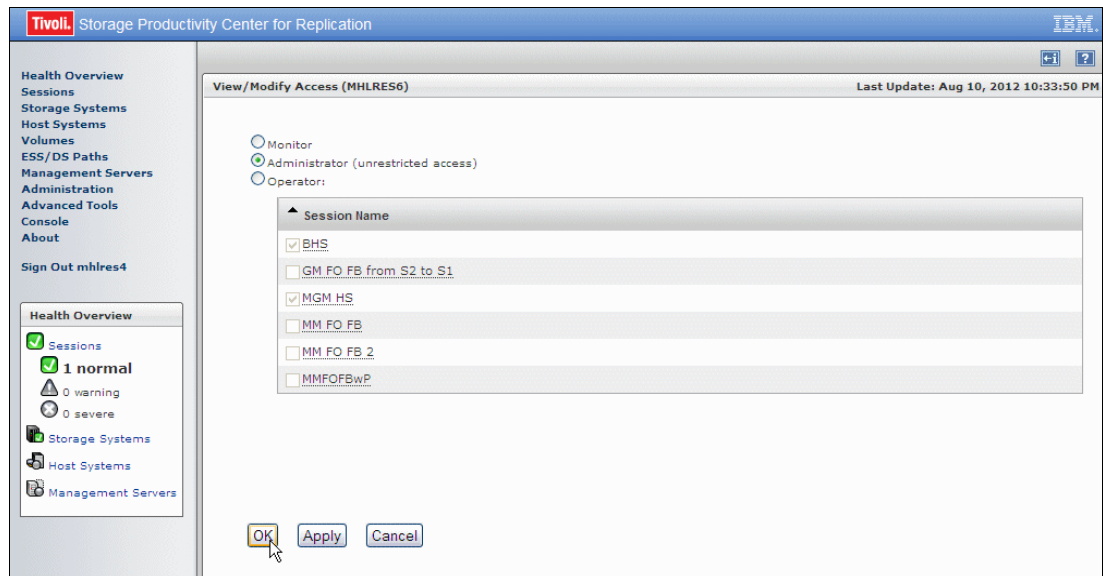 Tivoli. Storage Productivity Center for Replication
IBM.
Health Overview
Sessions
Storage Systems
Host Systems
Volumes
ESS/DS Paths
Management Servers
Administration
Advanced Tools
Console
About
Sign Out mhlres4
Health Overview
Sessions
1 normal
0 warning
0 severe
Storage Systems
Host Systems
Management Servers
?
View/Modify Access (MHLRES6)
Last Update: Aug 10, 2012 10:33:50 PM
Monitor
Administrator (unrestricted access)
Operator:
Session Name
BHS
GM FO FB from S2 to S1
MGM HS
MM FO FB
MM FO FB 2
MMFOFBwP
OK Apply Cancel